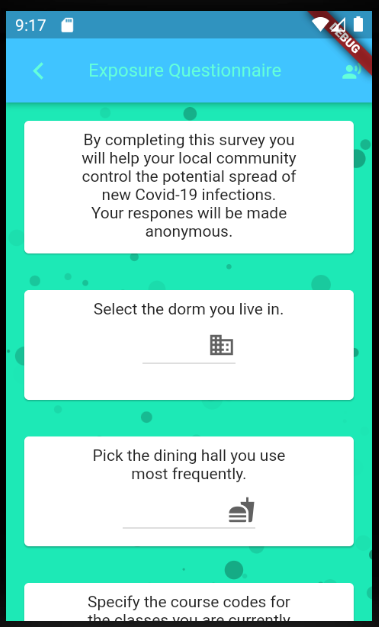 9:17
DEBUG
Exposure Questionnaire
By completing this survey you
will help your local community
control the potential spread of
new Covid-19 infections.
Your respones will be made
anonymous.
Select the dorm you live in.
Pick the dining hall you use
most frequently.
Specify the course codes for
the classes you are currently